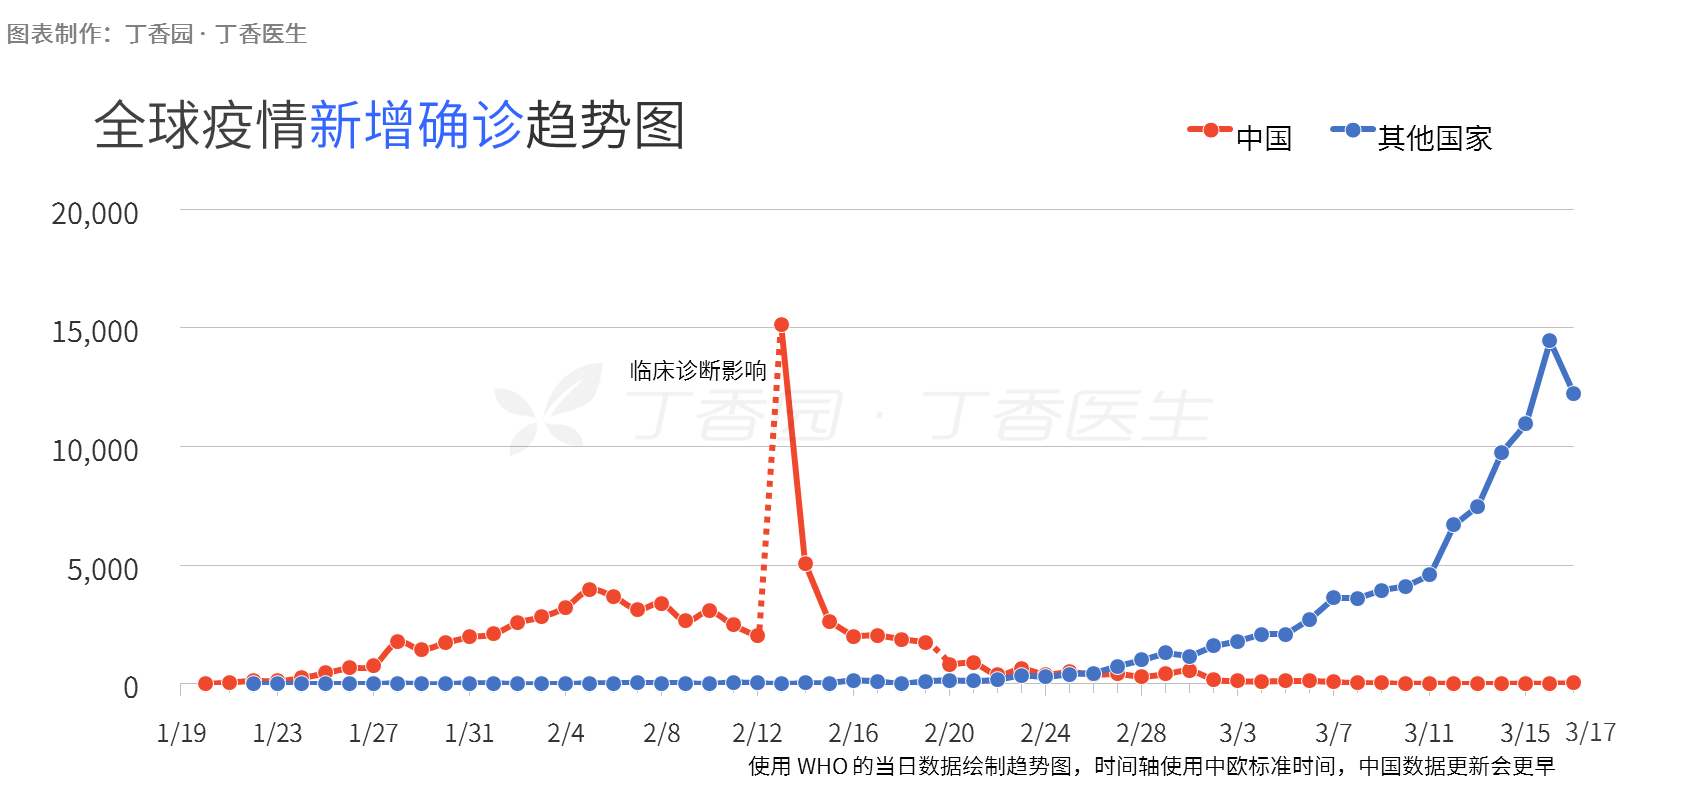 图表制作：丁香园 · 丁香医生
全球疫情新增确诊趋势图
中国
其他国家
20,000
15,000
临床诊断影响
丁香园 · 丁香医生
10,000
5,000
0
1/19 1/23 1/27 1/31 2/4 2/8 2/12 2/16 2/20 2/24 2/28 3/3 3/7 3/11 3/15 3/17
使用 WHO 的当日数据绘制趋势图，时间轴使用中欧标准时间，中国数据更新会更早